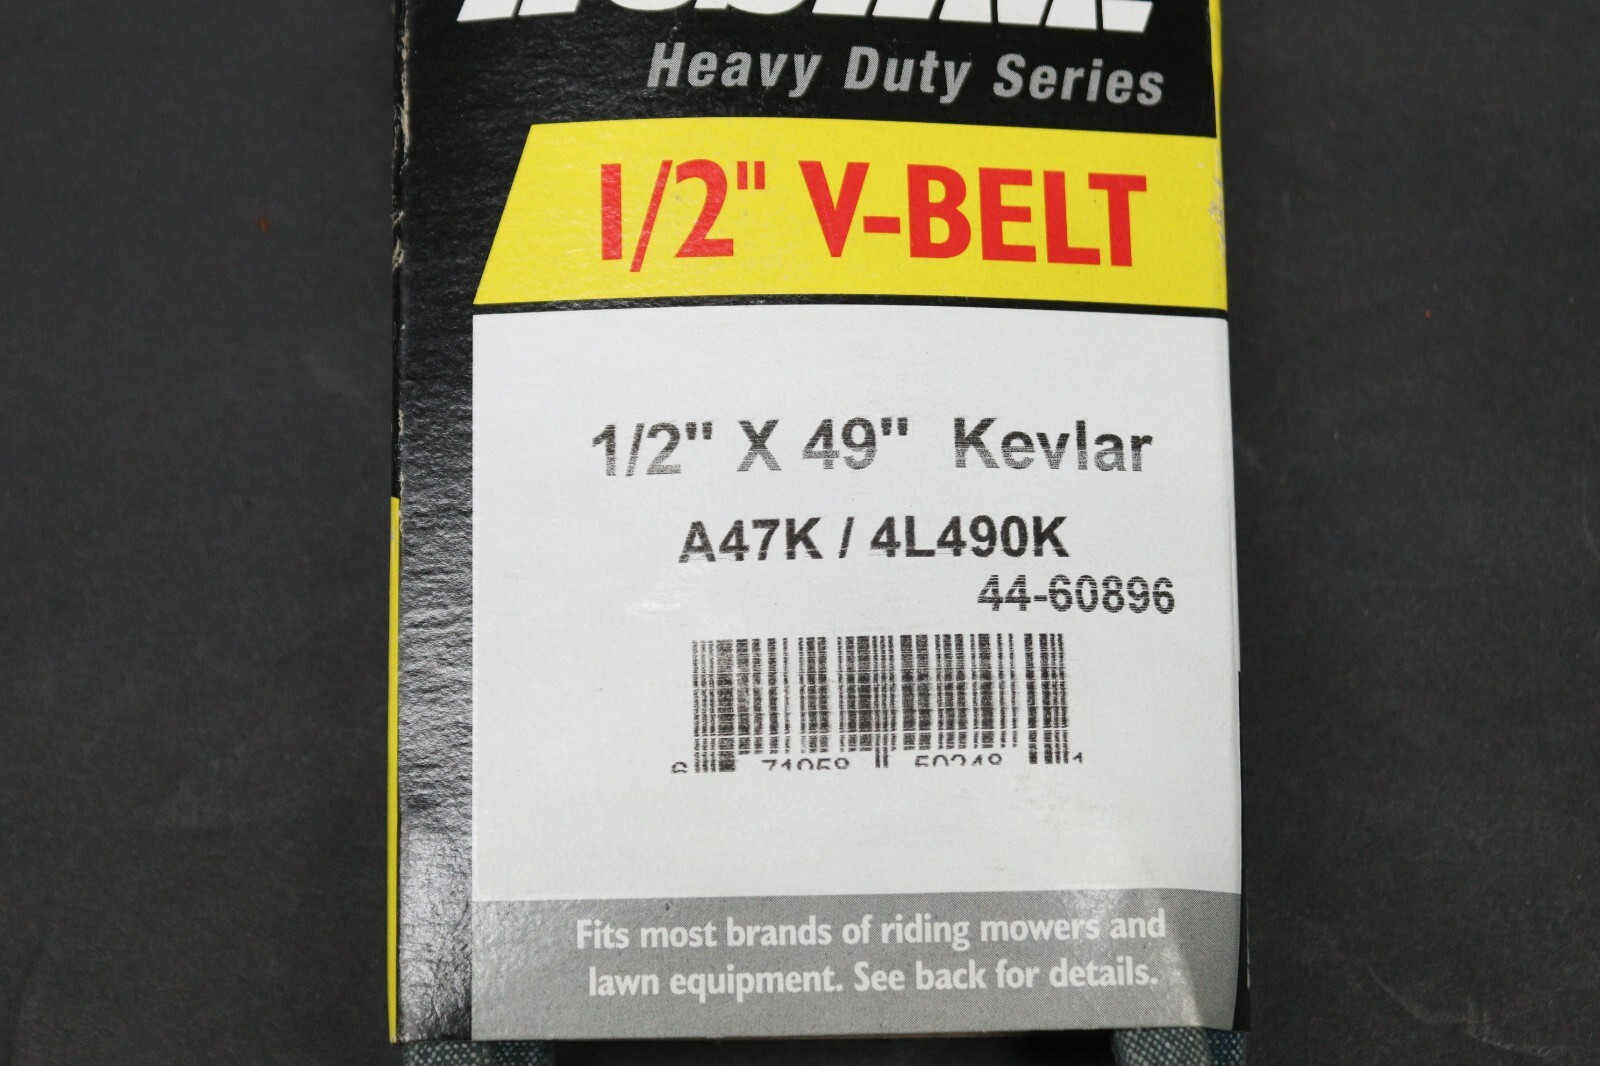 Heavy Duty Series
1/2" V-BELT
1/2" X 49" Kevlar
A47K / 4L490K
44-60896
Fits most brands of riding mowers and
lawn equipment. See back for details.